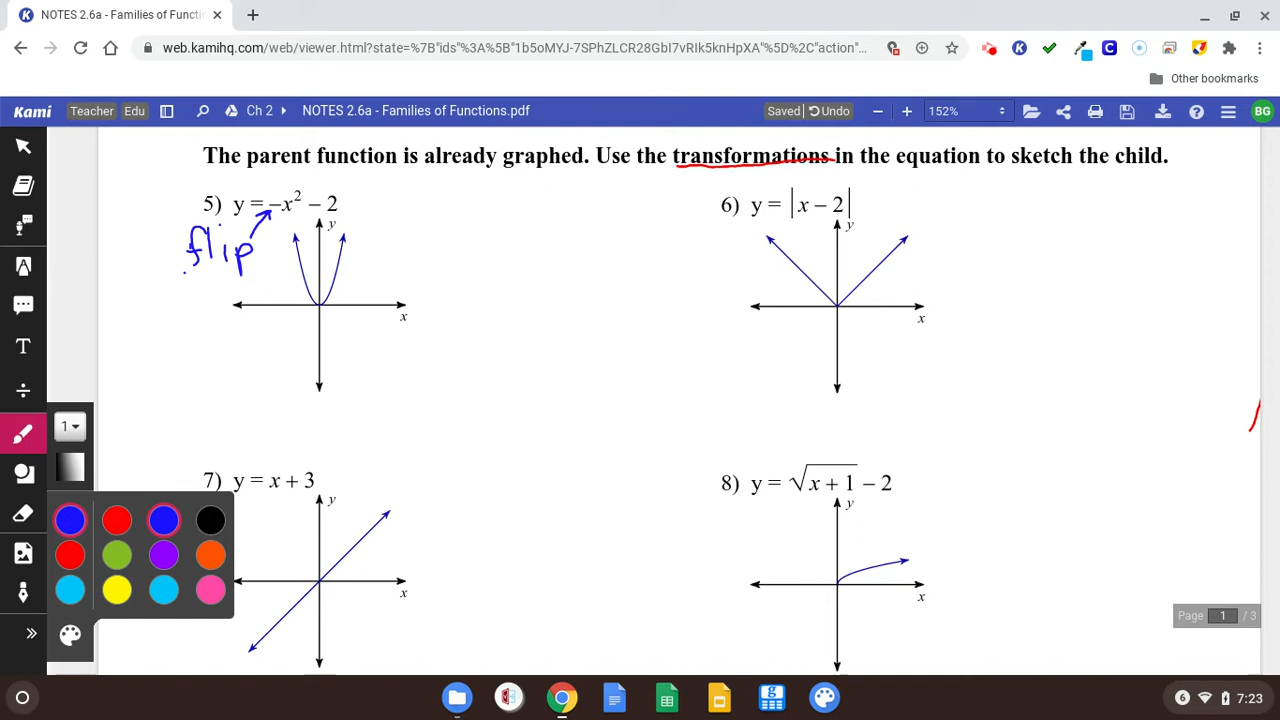 NOTES 2.6a - Families of Functi
web.kamihq.com/web/viewer.html?state=%7B"ids"%3A%5B"1b5oMYJ-7SPhZLCR28GbI7vRIk5knHpXA"%5D%2C"action"...
Other bookmarks
Kami Teacher Edu Ch 2 NOTES 2.6a - Families of Functions.pdf Saved Undo 152% BG
The parent function is already graphed. Use the transformations in the equation to sketch the child.
5) y = –x² – 2
flip
y
x
6) y = |x – 2|
y
x
1
7) y = x + 3
y
x
8) y = √(x + 1) – 2
y
x
Page 1 / 3
6 7:23